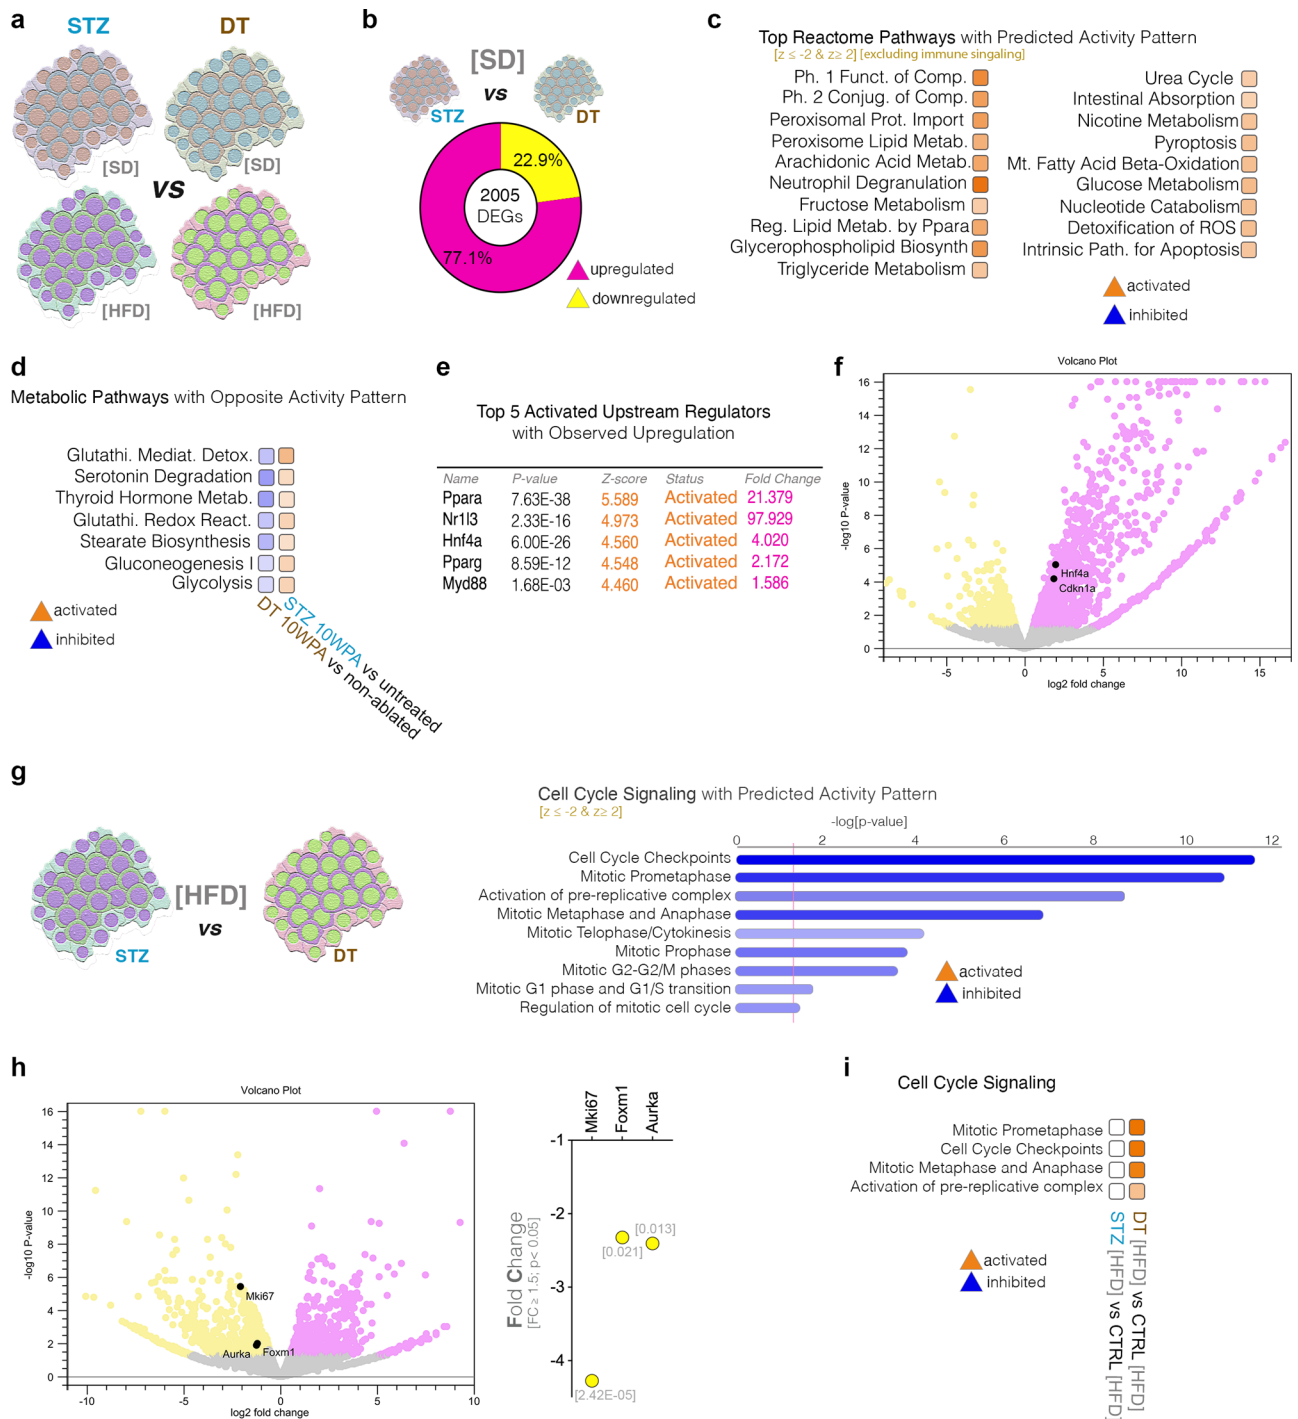 a
STZ
DT
[SD]
[SD]
vs
[HFD]
[HFD]
b
[SD]
vs
STZ
DT
22.9%
2005
DEGs
77.1%
upregulated
downregulated
c
Top Reactome Pathways with Predicted Activity Pattern
[z ≤ -2 & z≥ 2] [excluding immune singaling]
Ph. 1 Funct. of Comp.
Ph. 2 Conjug. of Comp.
Peroxisomal Prot. Import
Peroxisome Lipid Metab.
Arachidonic Acid Metab.
Neutrophil Degranulation
Fructose Metabolism
Reg. Lipid Metab. by Ppara
Glycerophospholipid Biosynth
Triglyceride Metabolism
Urea Cycle
Intestinal Absorption
Nicotine Metabolism
Pyroptosis
Mt. Fatty Acid Beta-Oxidation
Glucose Metabolism
Nucleotide Catabolism
Detoxification of ROS
Intrinsic Path. for Apoptosis
activated
inhibited
d
Metabolic Pathways with Opposite Activity Pattern
Glutathi. Mediat. Detox.
Serotonin Degradation
Thyroid Hormone Metab.
Glutathi. Redox React.
Stearate Biosynthesis
Gluconeogenesis I
Glycolysis
activated
inhibited
STZ 10WPA vs untreated
DT 10WPA vs non-ablated
e
Top 5 Activated Upstream Regulators
with Observed Upregulation
Name P-value Z-score Status Fold Change
Ppara 7.63E-38 5.589 Activated 21.379
Nr1l3 2.33E-16 4.973 Activated 97.929
Hnf4a 6.00E-26 4.560 Activated 4.020
Pparg 8.59E-12 4.548 Activated 2.172
Myd88 1.68E-03 4.460 Activated 1.586
f
Volcano Plot
16
14
12
10
8
6
4
2
0
-log10 P-value
Hnf4a
Cdkn1a
-5 0 5 10 15
log2 fold change
g
STZ
[HFD]
vs
DT
Cell Cycle Signaling with Predicted Activity Pattern
[z ≤ -2 & z≥ 2]
-log[p-value]
0 2 4 6 8 10 12
Cell Cycle Checkpoints
Mitotic Prometaphase
Activation of pre-replicative complex
Mitotic Metaphase and Anaphase
Mitotic Telophase/Cytokinesis
Mitotic Prophase
Mitotic G2-G2/M phases
Mitotic G1 phase and G1/S transition
Regulation of mitotic cell cycle
activated
inhibited
h
Volcano Plot
16
14
12
10
8
6
4
2
0
-log10 P-value
Mki67
Aurka
Foxm1
-10 -5 0 5 10
log2 fold change
Mki67
Foxm1
Aurka
-1
-2
-3
-4
Fold Change
[FC ≥ 1.5; p< 0.05]
[0.013]
[0.021]
[2.42E-05]
i
Cell Cycle Signaling
Mitotic Prometaphase
Cell Cycle Checkpoints
Mitotic Metaphase and Anaphase
Activation of pre-replicative complex
activated
inhibited
STZ [HFD] vs CTRL [HFD]
DT [HFD] vs CTRL [HFD]